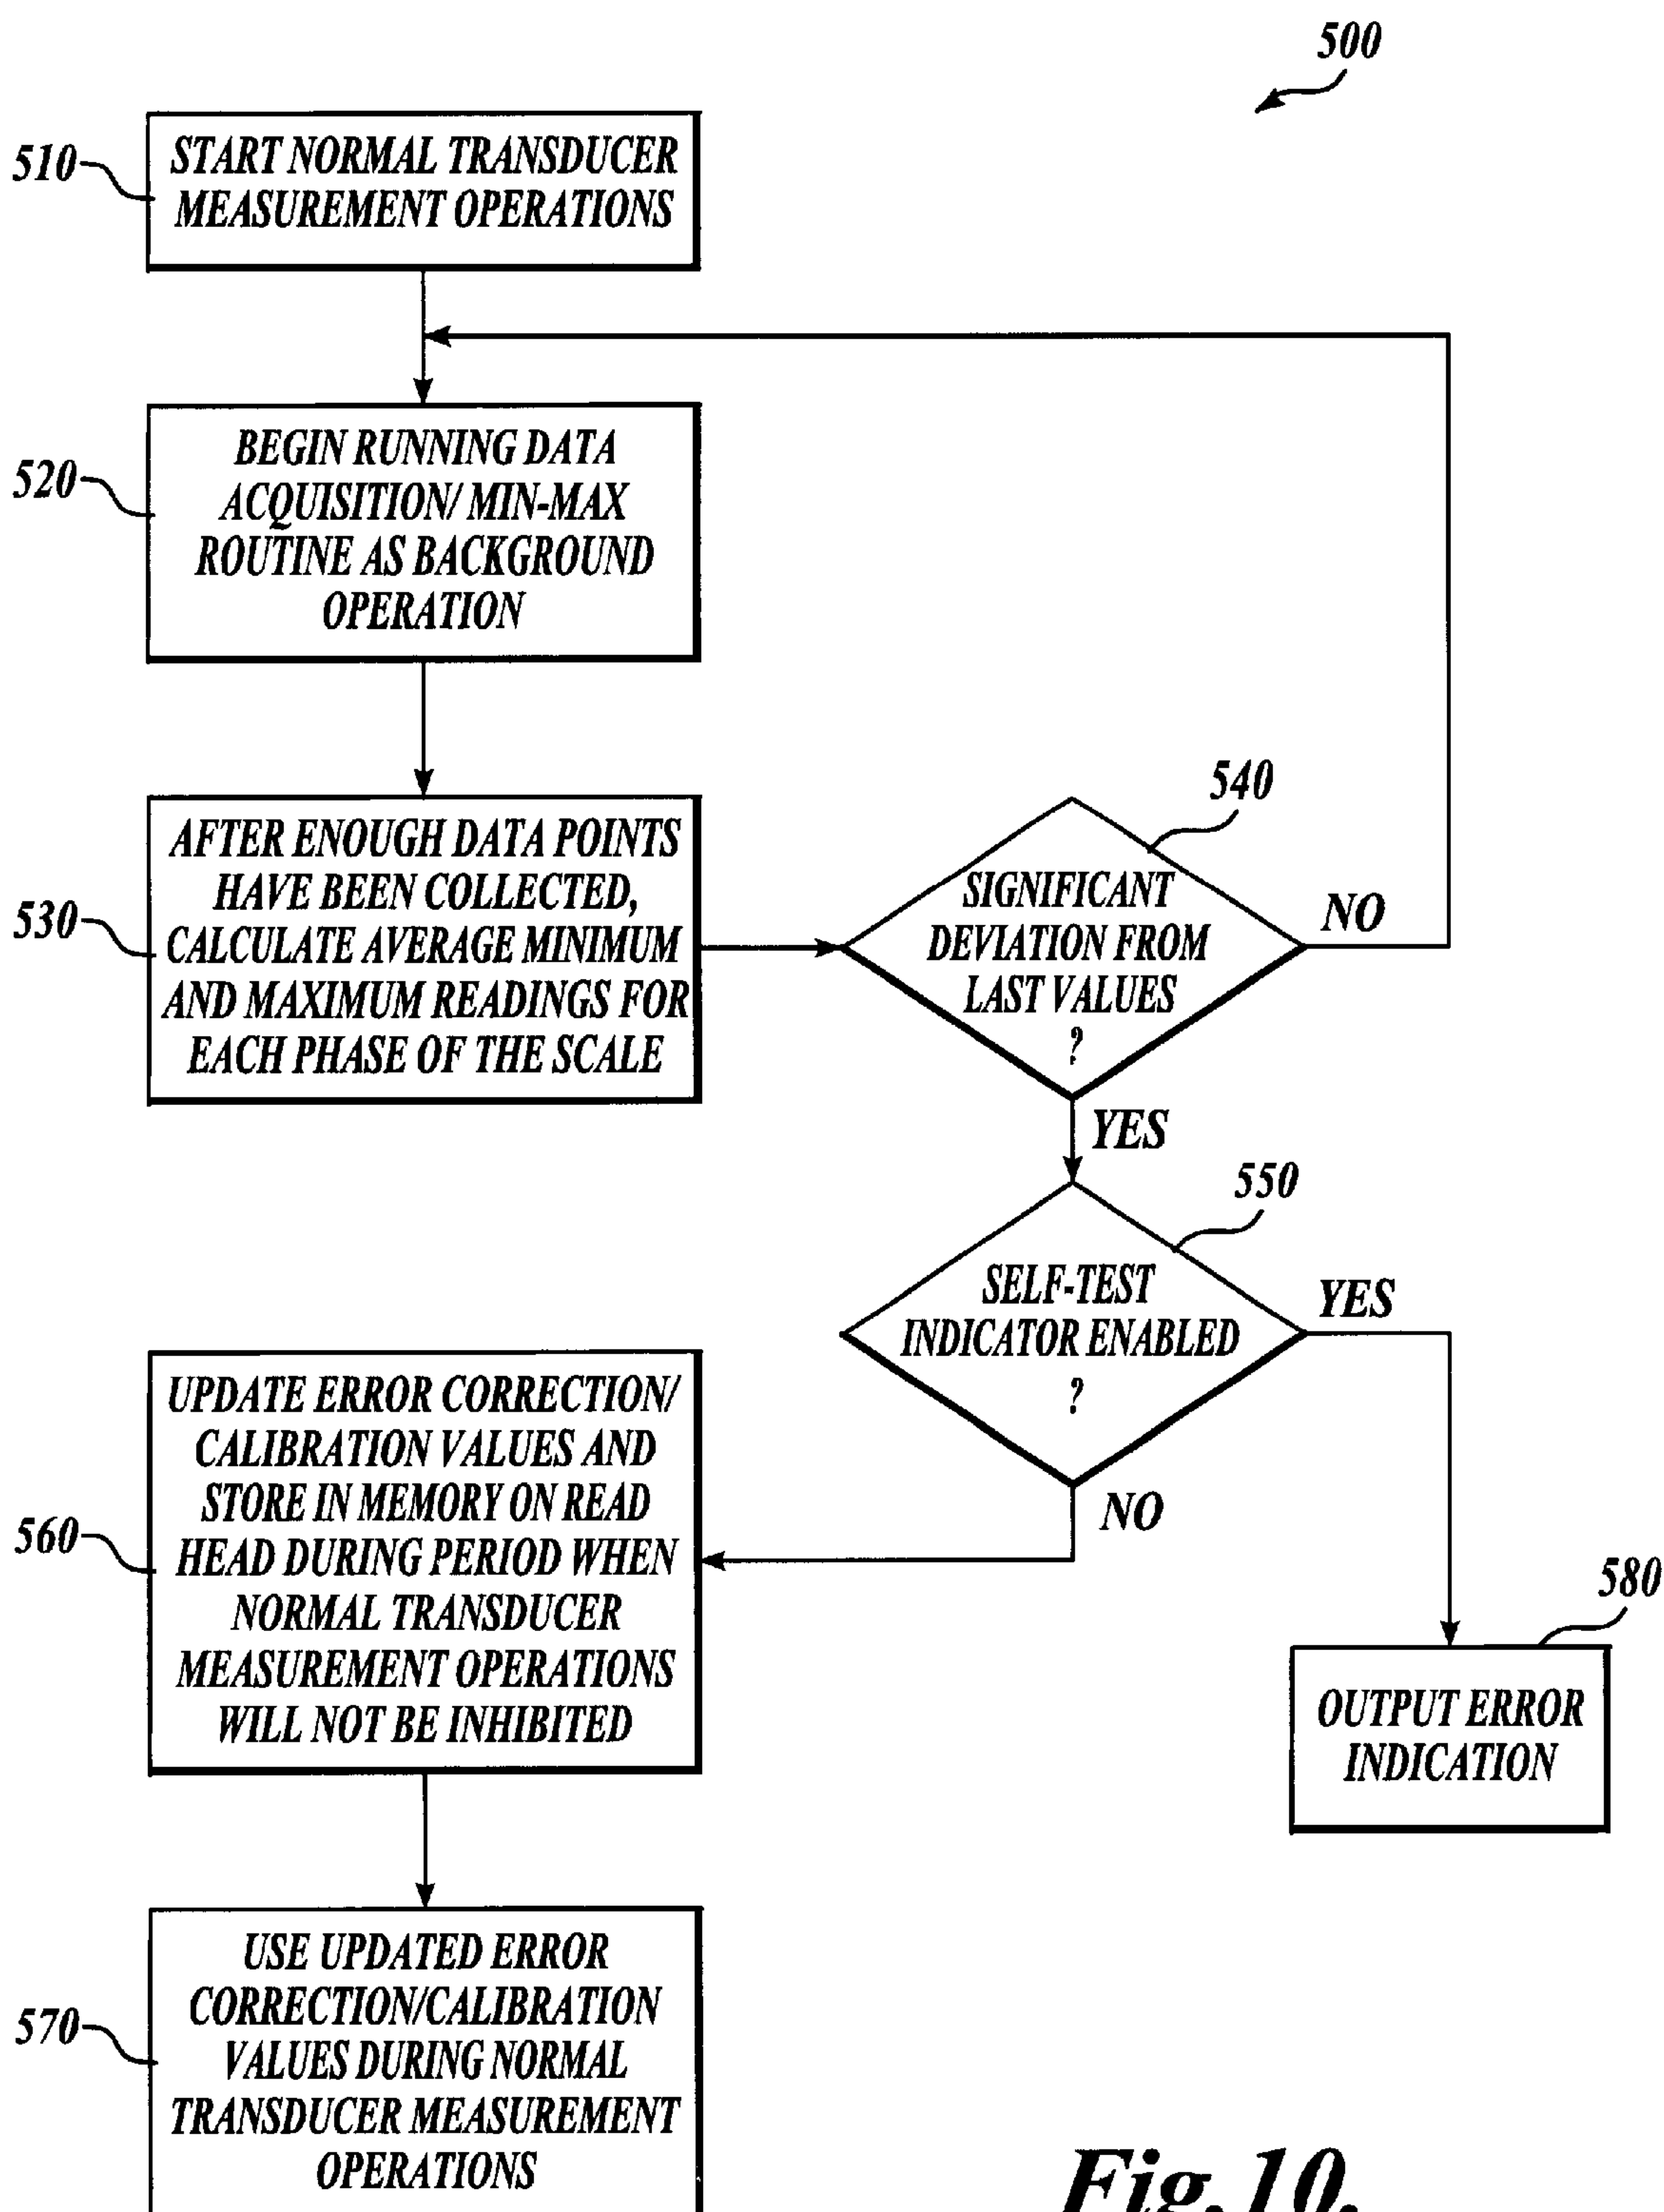 500
510
START NORMAL TRANSDUCER
MEASUREMENT OPERATIONS
520
BEGIN RUNNING DATA
ACQUISITION/ MIN-MAX
ROUTINE AS BACKGROUND
OPERATION
530
AFTER ENOUGH DATA POINTS
HAVE BEEN COLLECTED,
CALCULATE AVERAGE MINIMUM
AND MAXIMUM READINGS FOR
EACH PHASE OF THE SCALE
540
SIGNIFICANT
DEVIATION FROM
LAST VALUES
?
NO
YES
550
SELF-TEST
INDICATOR ENABLED
?
YES
NO
560
UPDATE ERROR CORRECTION/
CALIBRATION VALUES AND
STORE IN MEMORY ON READ
HEAD DURING PERIOD WHEN
NORMAL TRANSDUCER
MEASUREMENT OPERATIONS
WILL NOT BE INHIBITED
580
OUTPUT ERROR
INDICATION
570
USE UPDATED ERROR
CORRECTION/CALIBRATION
VALUES DURING NORMAL
TRANSDUCER MEASUREMENT
OPERATIONS
Fig.10.